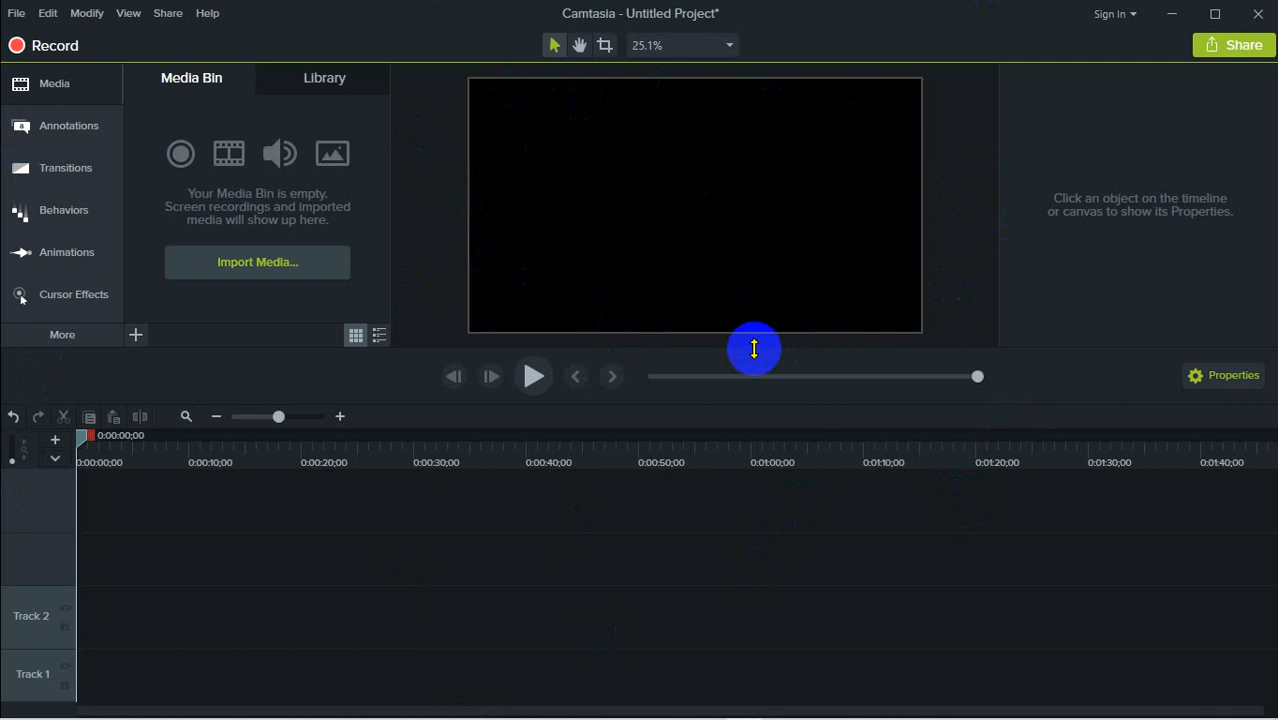 File Edit Modify View Share Help
Camtasia - Untitled Project*
Sign In
Record
25.1%
Share
Media
Annotations
Transitions
Behaviors
Animations
Cursor Effects
More
Media Bin
Library
Your Media Bin is empty.
Screen recordings and imported
media will show up here.
Import Media...
Click an object on the timeline
or canvas to show its Properties.
Properties
0:00:00;00
0:00:00;00 0:00:10;00 0:00:20;00 0:00:30;00 0:00:40;00 0:00:50;00 0:01:00;00 0:01:10;00 0:01:20;00 0:01:30;00 0:01:40;00
Track 2
Track 1